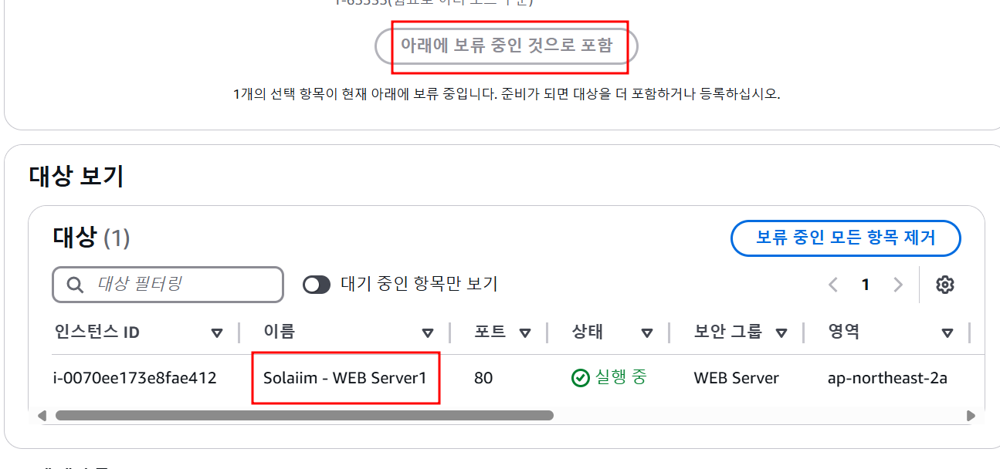 아래에 보류 중인 것으로 포함
1개의 선택 항목이 현재 아래에 보류 중입니다. 준비가 되면 대상을 더 포함하거나 등록하십시오.
대상 보기
대상 (1)
보류 중인 모든 항목 제거
대상 필터링
대기 중인 항목만 보기
1
인스턴스 ID 이름 포트 상태 보안 그룹 영역
i-0070ee173e8fae412 Solaiim - WEB Server1 80 실행 중 WEB Server ap-northeast-2a